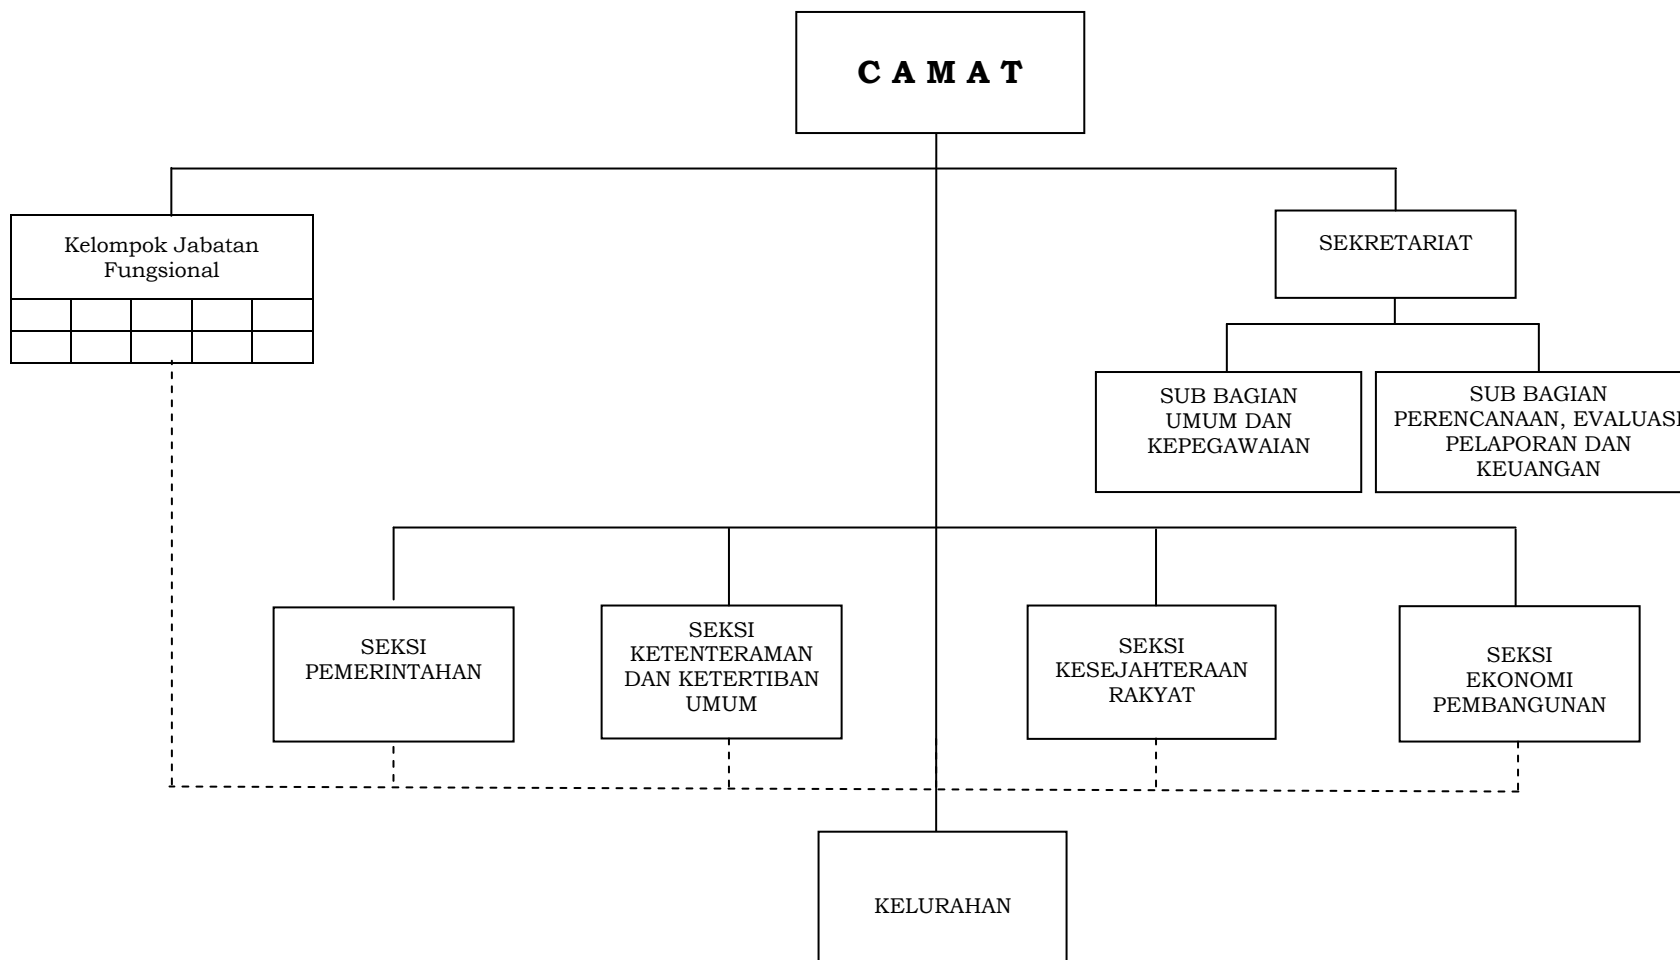 C A M A T
Kelompok Jabatan
Fungsional
SEKRETARIAT
SUB BAGIAN
UMUM DAN
KEPEGAWAIAN
SUB BAGIAN
PERENCANAAN, EVALUASI
PELAPORAN DAN
KEUANGAN
SEKSI
PEMERINTAHAN
SEKSI
KETENTERAMAN
DAN KETERTIBAN
UMUM
SEKSI
KESEJAHTERAAN
RAKYAT
SEKSI
EKONOMI
PEMBANGUNAN
KELURAHAN